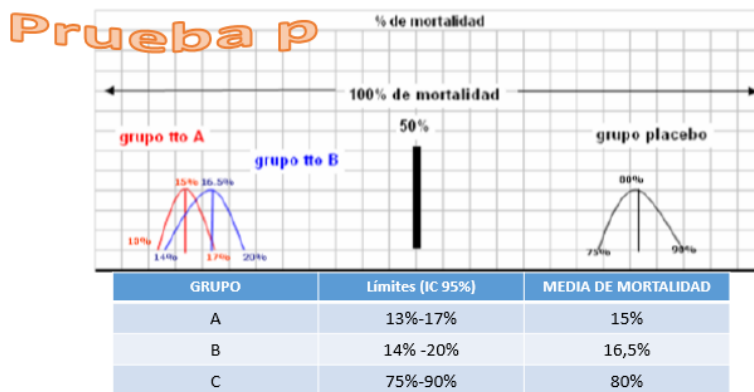 Prueba p
% de mortalidad
100% de mortalidad
50%
grupo tto A
grupo placebo
grupo tto B
15% 16.5%
80%
13%
14% 17% 20%
75% 90%
GRUPO Límites (IC 95%) MEDIA DE MORTALIDAD
A 13%-17% 15%
B 14% -20% 16,5%
C 75%-90% 80%